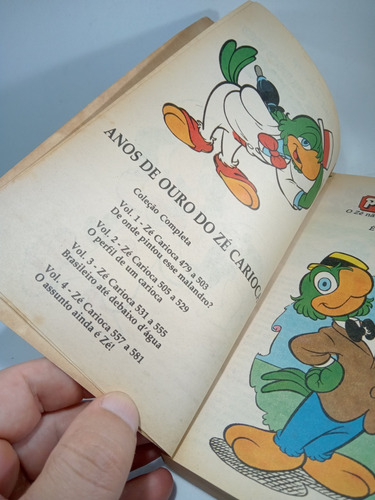 ANOS DE OURO DO ZÉ CARIOCA
Coleção Completa
Vol. 1 - Zé Carioca 479 a 503
De onde pintou esse malandro?
Vol. 2 - Zé Carioca 505 a 529
O perfil de um carioca
Vol. 3 - Zé Carioca 531 a 555
Brasileiro até debaixo d'água
Vol. 4 - Zé Carioca 557 a 581
O assunto ainda é Zé!
O Zé na